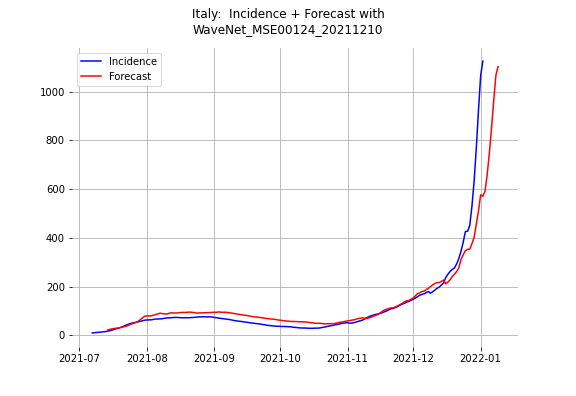 Italy:  Incidence + Forecast with
WaveNet_MSE00124_20211210
Incidence
Forecast
1000
800
600
400
200
0
2021-07 2021-08 2021-09 2021-10 2021-11 2021-12 2022-01